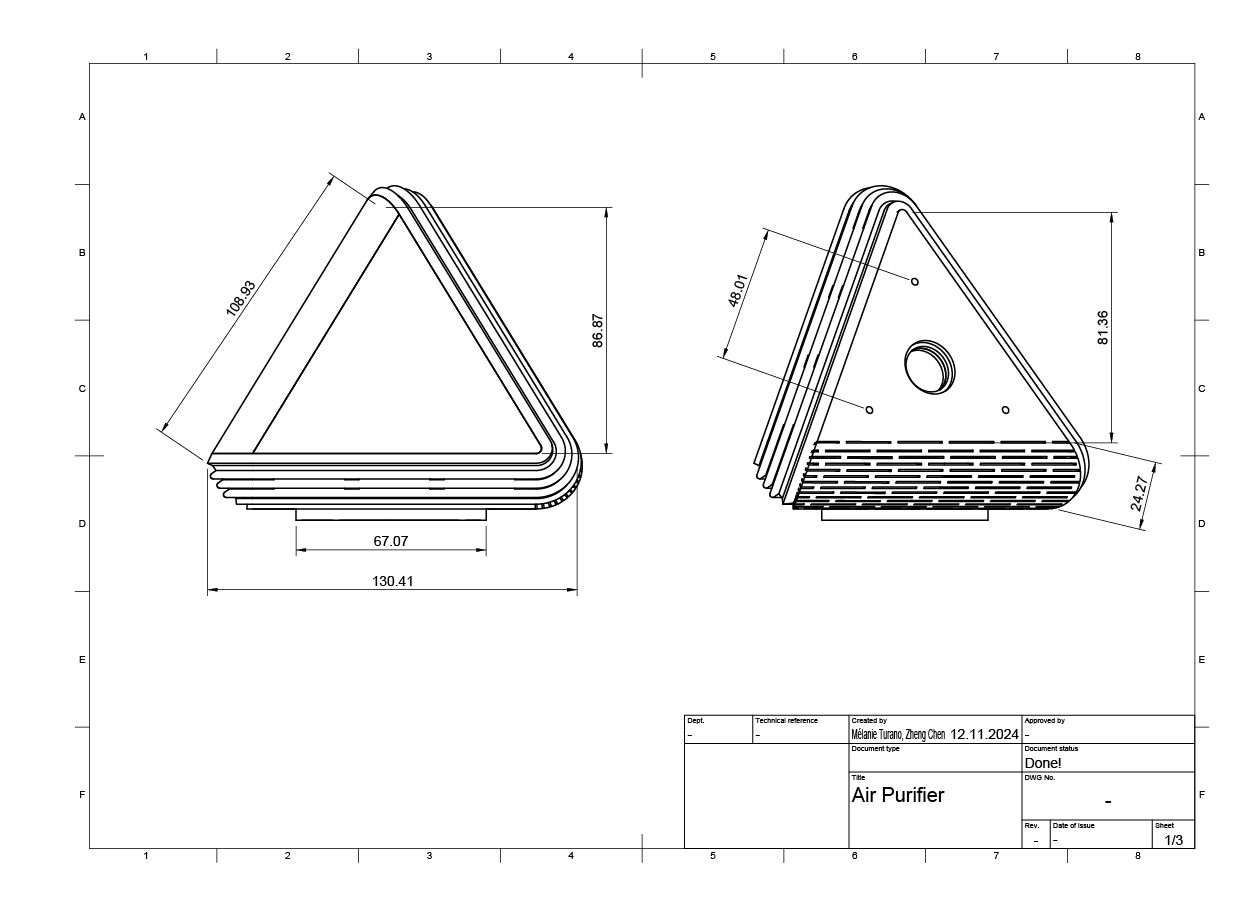 1 2 3 4 5 6 7 8
A A
B B
C C
D D
E E
F F
108.93
86.87
67.07
130.41
48.01
81.36
24.27
Dept. Technical reference Created by Approved by
- - Mélanie Turano, Zheng Chen 12.11.2024 -
Document type Document status
Done!
Title DWG No.
Air Purifier -
Rev. Date of issue Sheet
- - 1/3
1 2 3 4 5 6 7 8